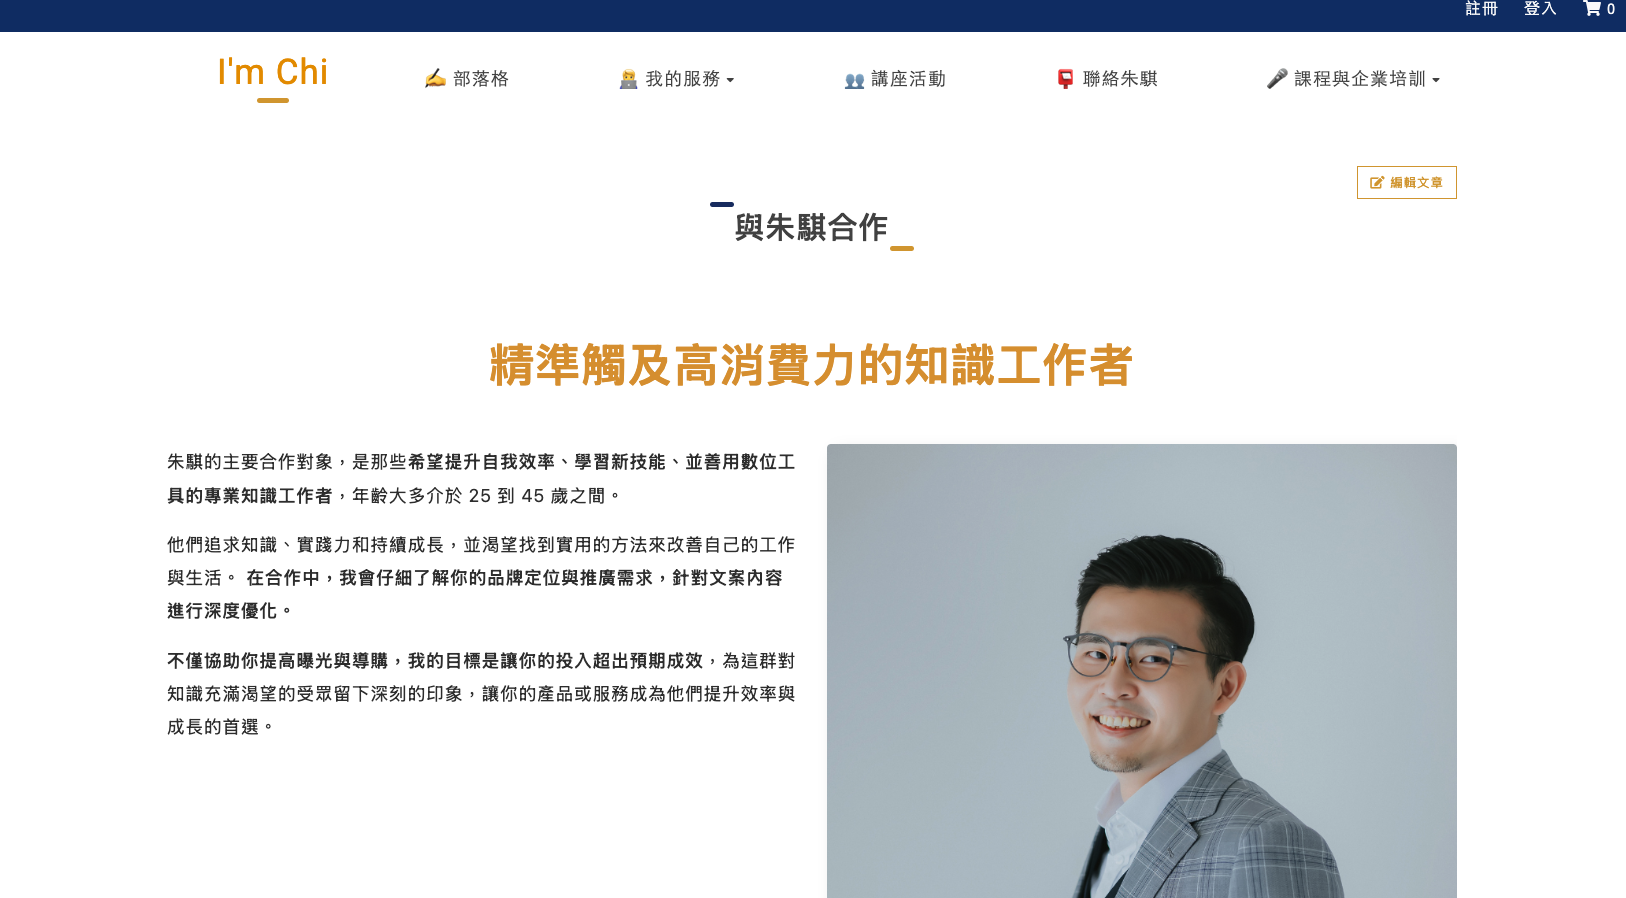 註冊 登入 0
I'm Chi ✍️ 部落格 👨‍💻 我的服務 👥 講座活動 📮 聯絡朱騏 🎤 課程與企業培訓
編輯文章
與朱騏合作
精準觸及高消費力的知識工作者
朱騏的主要合作對象，是那些希望提升自我效率、學習新技能、並善用數位工
具的專業知識工作者，年齡大多介於 25 到 45 歲之間。
他們追求知識、實踐力和持續成長，並渴望找到實用的方法來改善自己的工作
與生活。 在合作中，我會仔細了解你的品牌定位與推廣需求，針對文案內容
進行深度優化。
不僅協助你提高曝光與導購，我的目標是讓你的投入超出預期成效，為這群對
知識充滿渴望的受眾留下深刻的印象，讓你的產品或服務成為他們提升效率與
成長的首選。